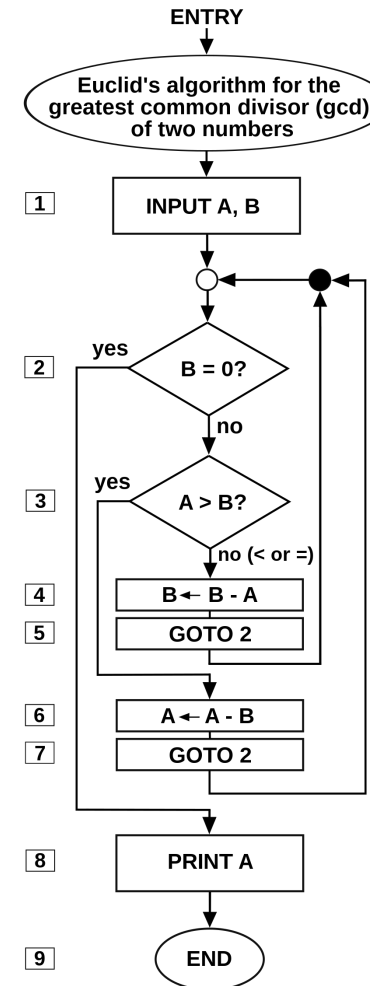 ENTRY
Euclid's algorithm for the
greatest common divisor (gcd)
of two numbers
1
INPUT A, B
yes
2
B = 0?
no
yes
3
A > B?
no (< or =)
4
B ← B - A
5
GOTO 2
6
A ← A - B
7
GOTO 2
8
PRINT A
9
END